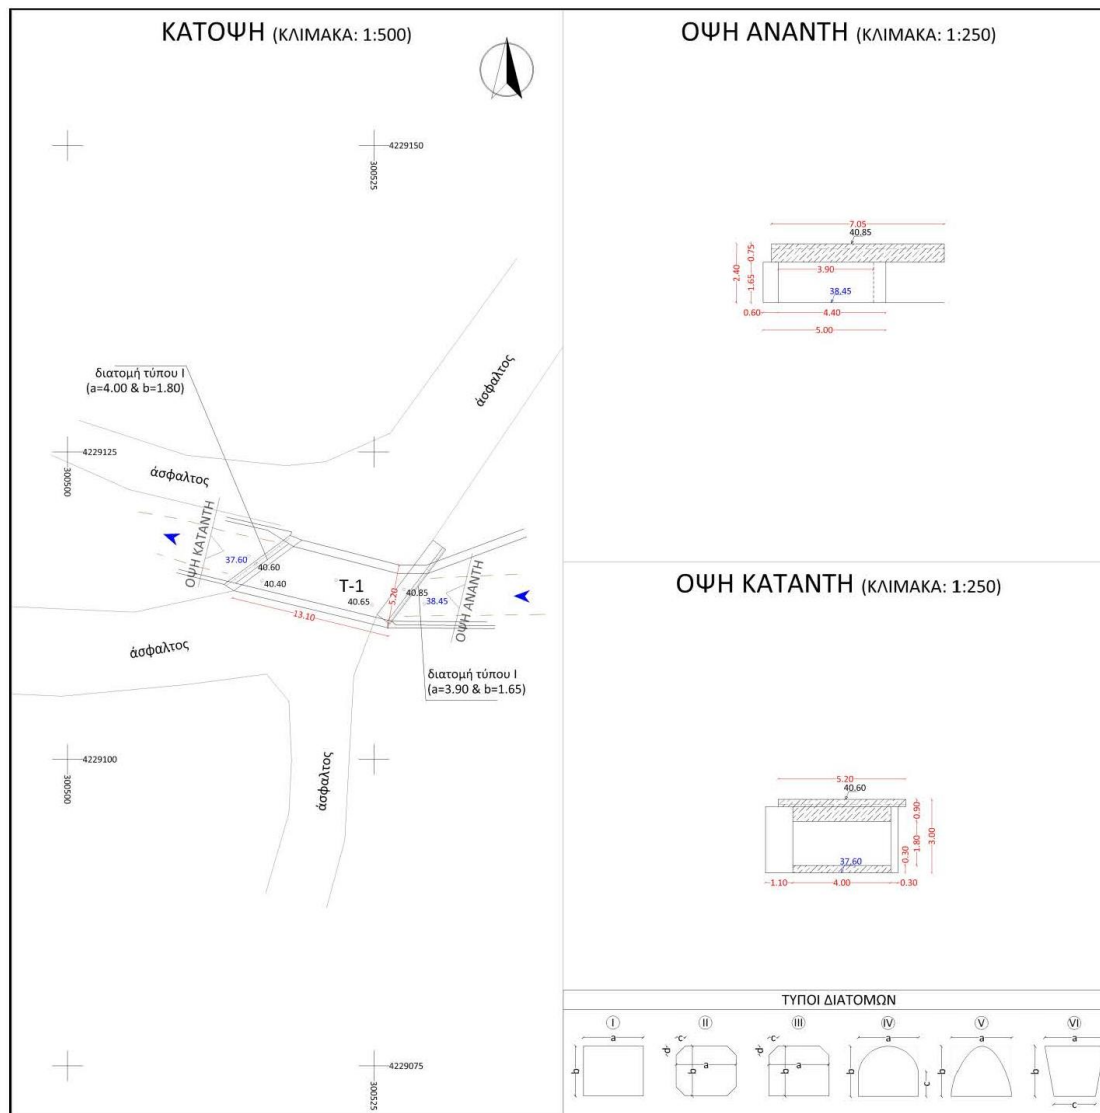 ΚΑΤΟΨΗ (ΚΛΙΜΑΚΑ: 1:500)
4229150
300525
άσφαλτος
διατομή τύπου Ι
(a=4.00 & b=1.80)
4229125
300500
άσφαλτος
ΟΨΗ ΚΑΤΑΝΤΗ
37.60
40.60
40.40
T-1
40.65
5.20
40.85
38.45
ΟΨΗ ΑΝΑΝΤΗ
13.10
άσφαλτος
διατομή τύπου Ι
(a=3.90 & b=1.65)
4229100
300500
άσφαλτος
4229075
300525
ΟΨΗ ΑΝΑΝΤΗ (ΚΛΙΜΑΚΑ: 1:250)
7.05
40.85
0.75
2.40
1.65
3.90
38.45
0.60 4.40
5.00
ΟΨΗ ΚΑΤΑΝΤΗ (ΚΛΙΜΑΚΑ: 1:250)
5.20
40.60
0.90
1.80
3.00
0.30
37.60
1.10 4.00 0.30
ΤΥΠΟΙ ΔΙΑΤΟΜΩΝ
I II III IV V VI
a c c a a a
d d
b b a b a b c b b
c